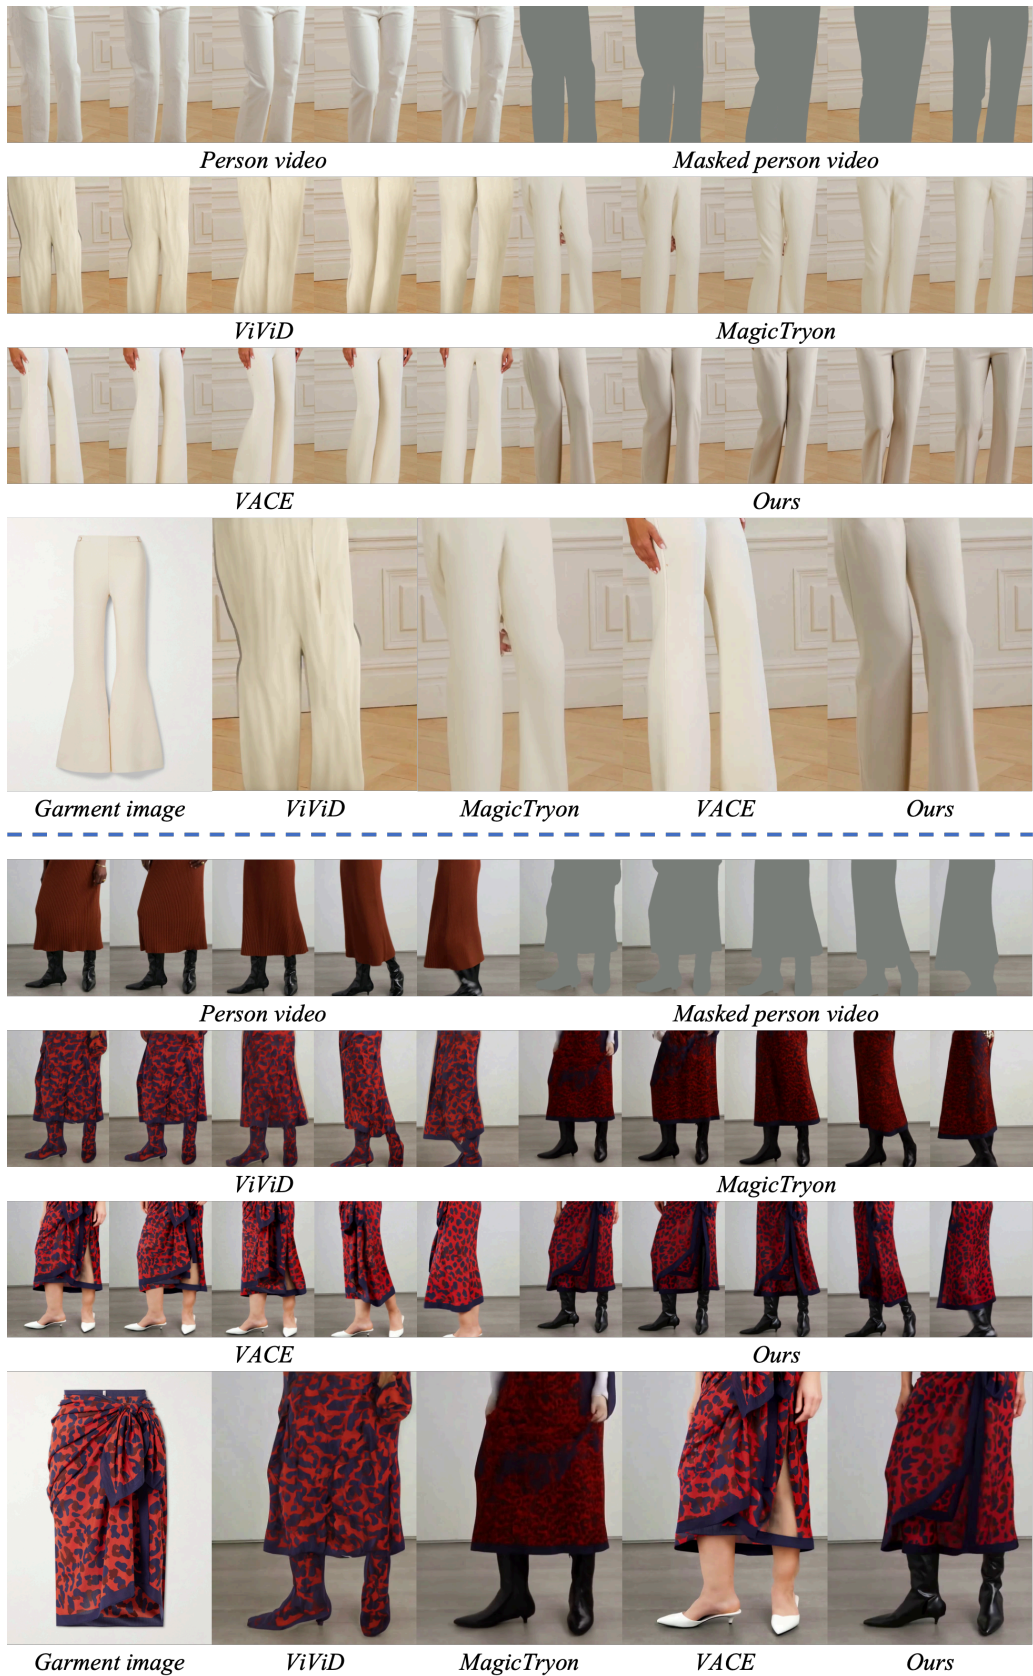 Person video
Masked person video
ViViD
MagicTryon
VACE
Ours
Garment image
ViViD
MagicTryon
VACE
Ours
Person video
Masked person video
ViViD
MagicTryon
VACE
Ours
Garment image
ViViD
MagicTryon
VACE
Ours